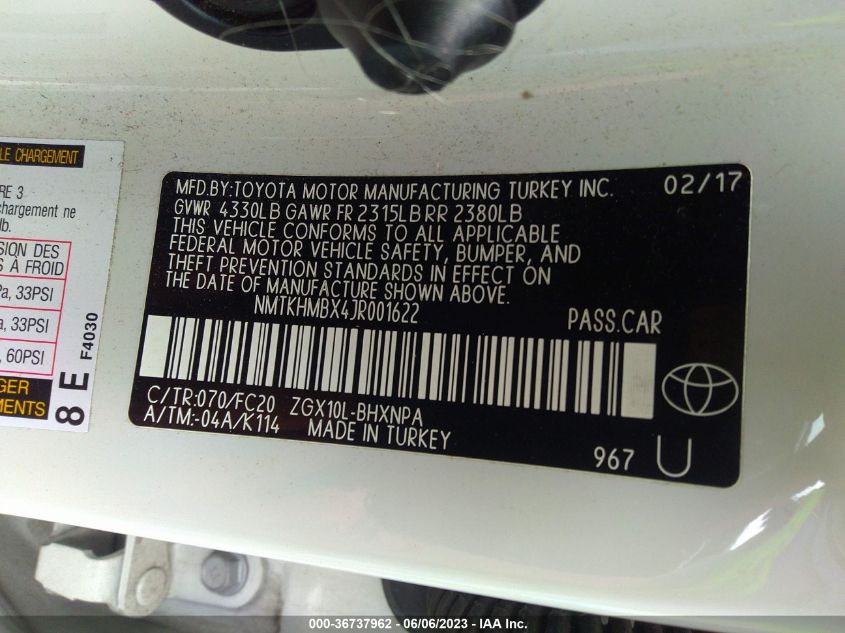 LE CHARGEMENT
RE 3
chargement ne
lb.
SION DES
S À FROID
Pa, 33PSI
a, 33PSI
, 60PSI
GER
MENTS
8 E
F4030
MFD.BY:TOYOTA MOTOR MANUFACTURING TURKEY INC. 02/17
GVWR 4330LB GAWR FR 2315LB RR 2380LB
THIS VEHICLE CONFORMS TO ALL APPLICABLE
FEDERAL MOTOR VEHICLE SAFETY, BUMPER, AND
THEFT PREVENTION STANDARDS IN EFFECT ON
THE DATE OF MANUFACTURE SHOWN ABOVE.
NMTKHMBX4JR001622 PASS.CAR
C/TR:070/FC20 ZGX10L-BHXNPA
A/TM:-04A/K114 MADE IN TURKEY
967 U
000-36737962 - 06/06/2023 - © IAA Inc.